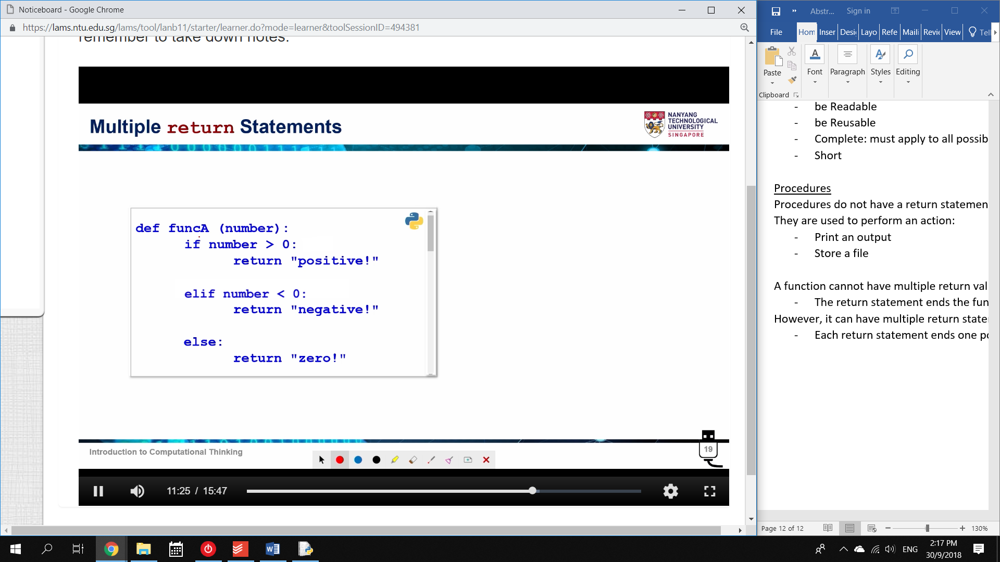 Noticeboard - Google Chrome
https://lams.ntu.edu.sg/lams/tool/lanb11/starter/learner.do?mode=learner&toolSessionID=494381
remember to take down notes.
Multiple return Statements
NANYANG
TECHNOLOGICAL
UNIVERSITY
SINGAPORE
def funcA (number):
if number > 0:
return "positive!"
elif number < 0:
return "negative!"
else:
return "zero!"
Introduction to Computational Thinking
19
11:25 / 15:47
Abstr... Sign in
File Hom Inser Desi Layo Refe Maili Revie View Tel
Paste Font Paragraph Styles Editing
Clipboard
- be Readable
- be Reusable
- Complete: must apply to all possib
- Short
Procedures
Procedures do not have a return statemen
They are used to perform an action:
- Print an output
- Store a file
A function cannot have multiple return val
- The return statement ends the fun
However, it can have multiple return state
- Each return statement ends one po
Page 12 of 12 130%
ENG
2:17 PM
30/9/2018